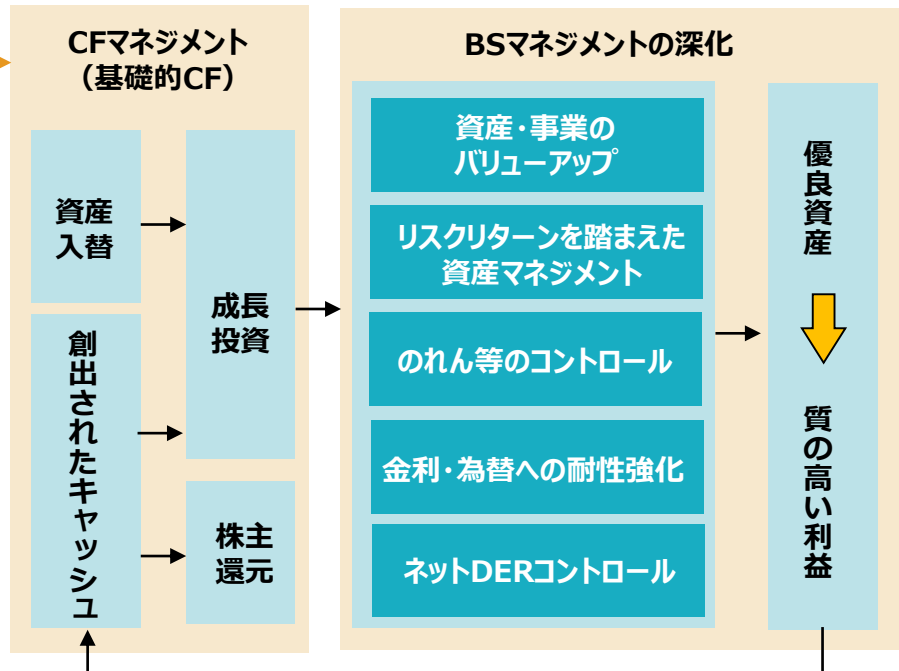 CFマネジメント
（基礎的CF）
資産
入替
創出されたキャッシュ
成長
投資
株主
還元
BSマネジメントの深化
資産・事業の
バリューアップ
リスクリターンを踏まえた
資産マネジメント
のれん等のコントロール
金利・為替への耐性強化
ネットDERコントロール
優良資産
質の高い利益